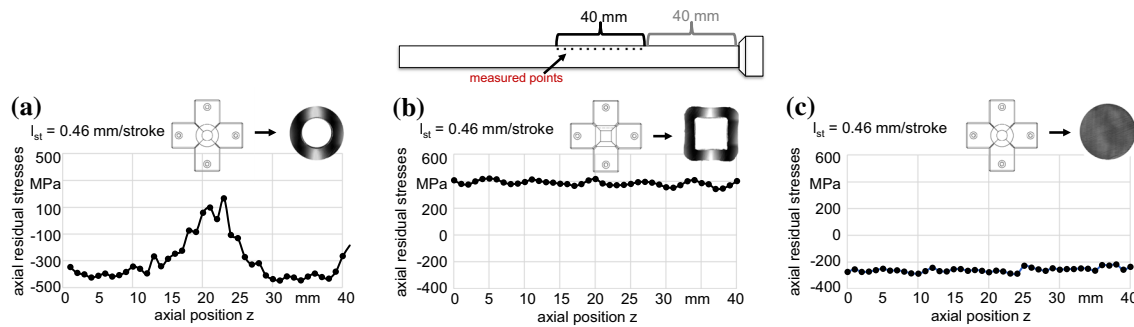 40 mm
40 mm
measured points
(a)
l_st = 0.46 mm/stroke
axial residual stresses
500
MPa
100
-100
-300
-500
0
5
10
15
20
25
30
mm
40
axial position z
(b)
l_st = 0.46 mm/stroke
axial residual stresses
600
MPa
200
0
-200
-400
0
5
10
15
20
25
30
mm
40
axial position z
(c)
l_st = 0.46 mm/stroke
axial residual stresses
600
MPa
200
0
-200
-400
0
5
10
15
20
25
30
mm
40
axial position z